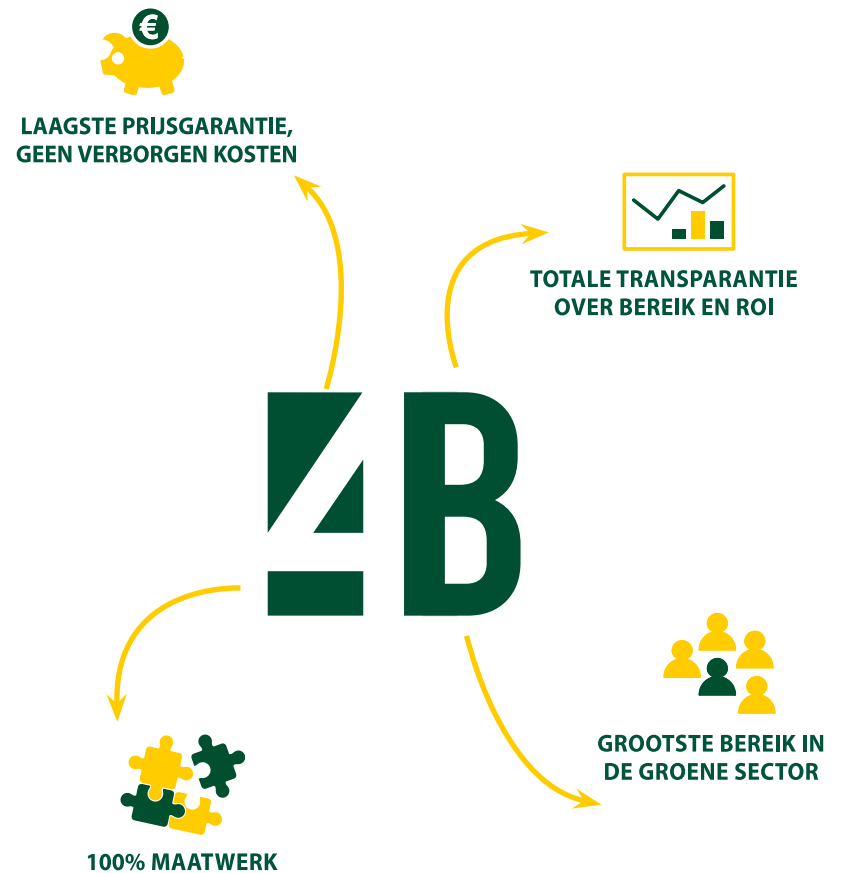 €
LAAGSTE PRIJSGARANTIE,
GEEN VERBORGEN KOSTEN
TOTALE TRANSPARANTIE
OVER BEREIK EN ROI
4B
GROOTSTE BEREIK IN
DE GROENE SECTOR
100% MAATWERK